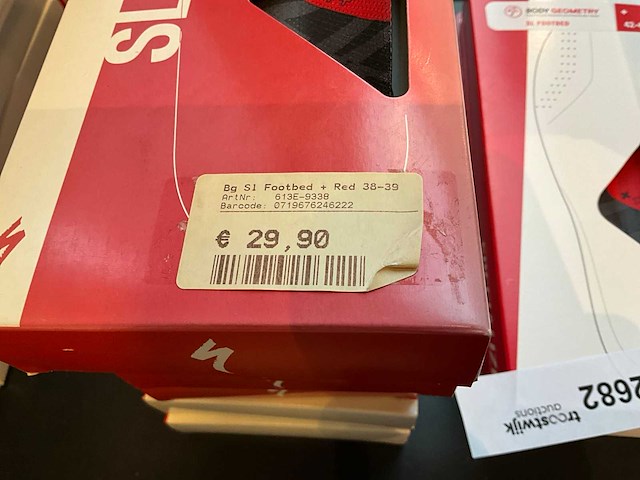 SL
BODY GEOMETRY
SL FOOTBED
+
Bg Sl Footbed + Red 38-39
ArtNr: 613E-9338
Barcode: 0719676246222
€ 29,90
2682
troostwijk
auctions